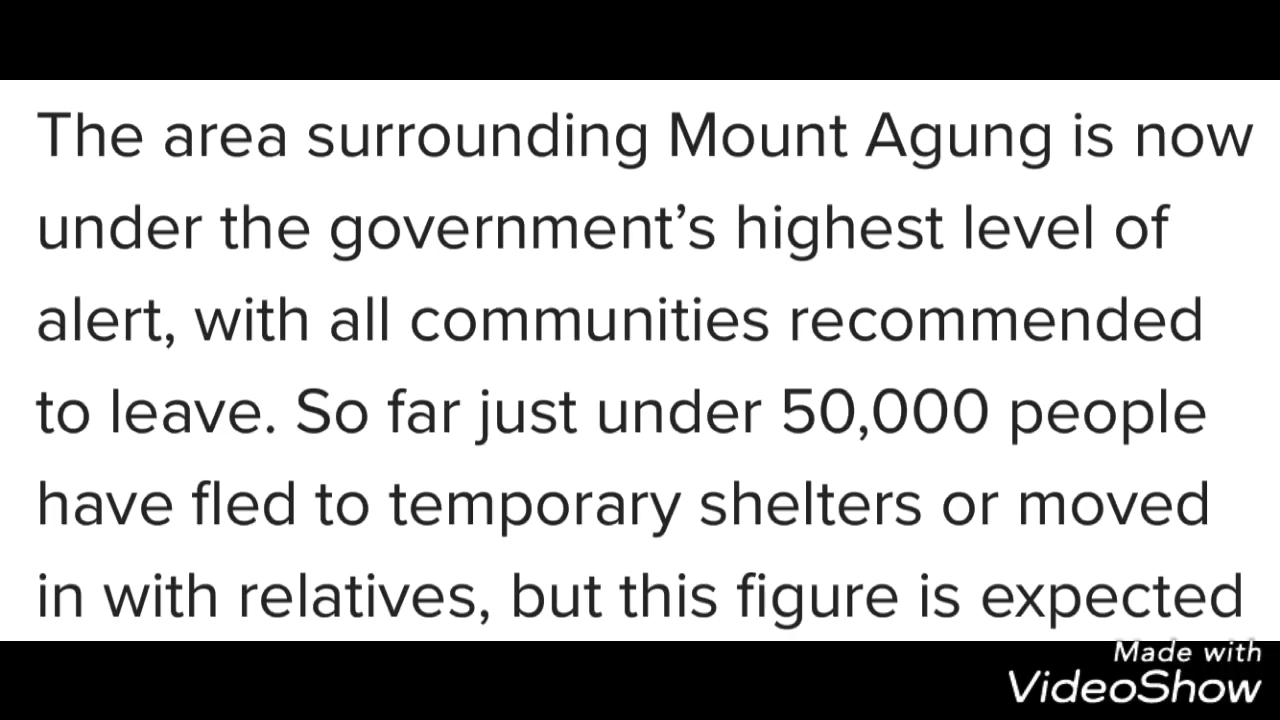 The area surrounding Mount Agung is now
under the government’s highest level of
alert, with all communities recommended
to leave. So far just under 50,000 people
have fled to temporary shelters or moved
in with relatives, but this figure is expected
Made with
VideoShow